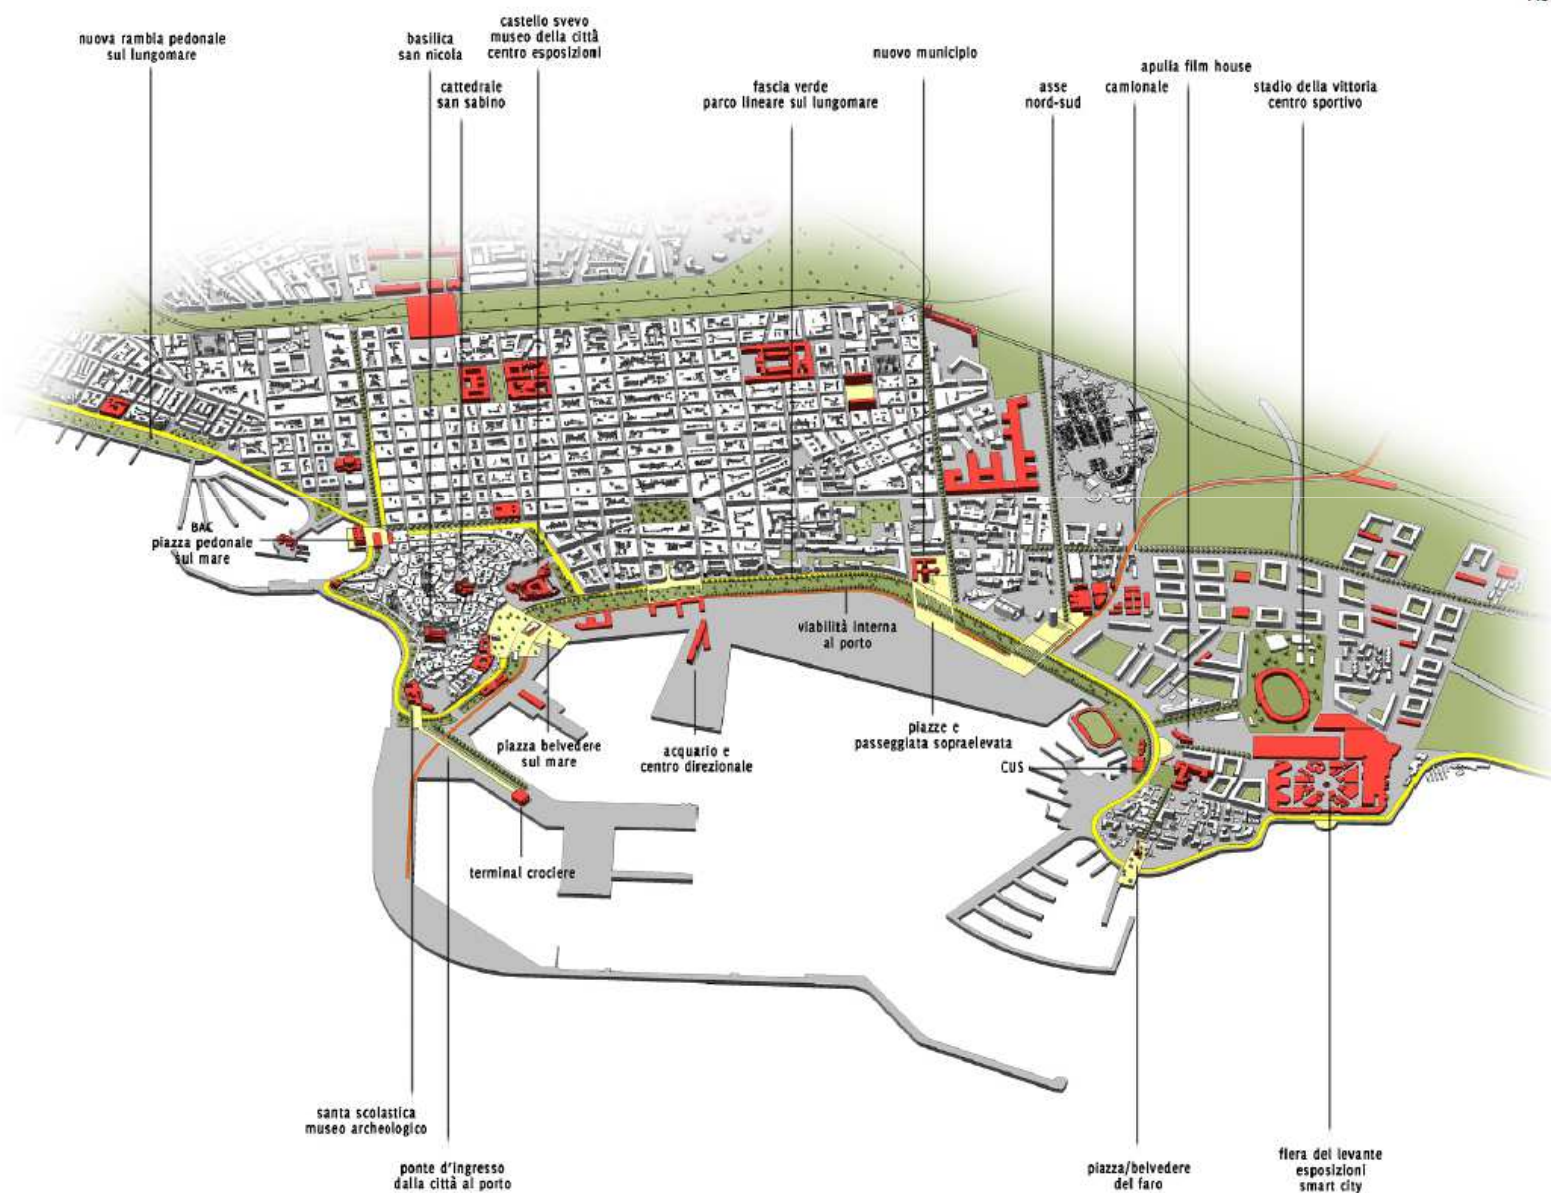 nuova rambla pedonale
sul lungomare
basilica
san nicola
cattedrale
san sabino
castello svevo
museo della città
centro esposizioni
fascia verde
parco lineare sul lungomare
nuovo municipio
asse
nord-sud
camionale
apulia film house
stadio della vittoria
centro sportivo
BAC
piazza pedonale
sul mare
viabilità interna
al porto
piazza belvedere
sul mare
acquario e
centro direzionale
piazze e
passeggiata sopraelevata
CUS
terminal crociere
santa scolastica
museo archeologico
ponte d'ingresso
dalla città al porto
piazza/belvedere
del faro
fiera del levante
esposizioni
smart city